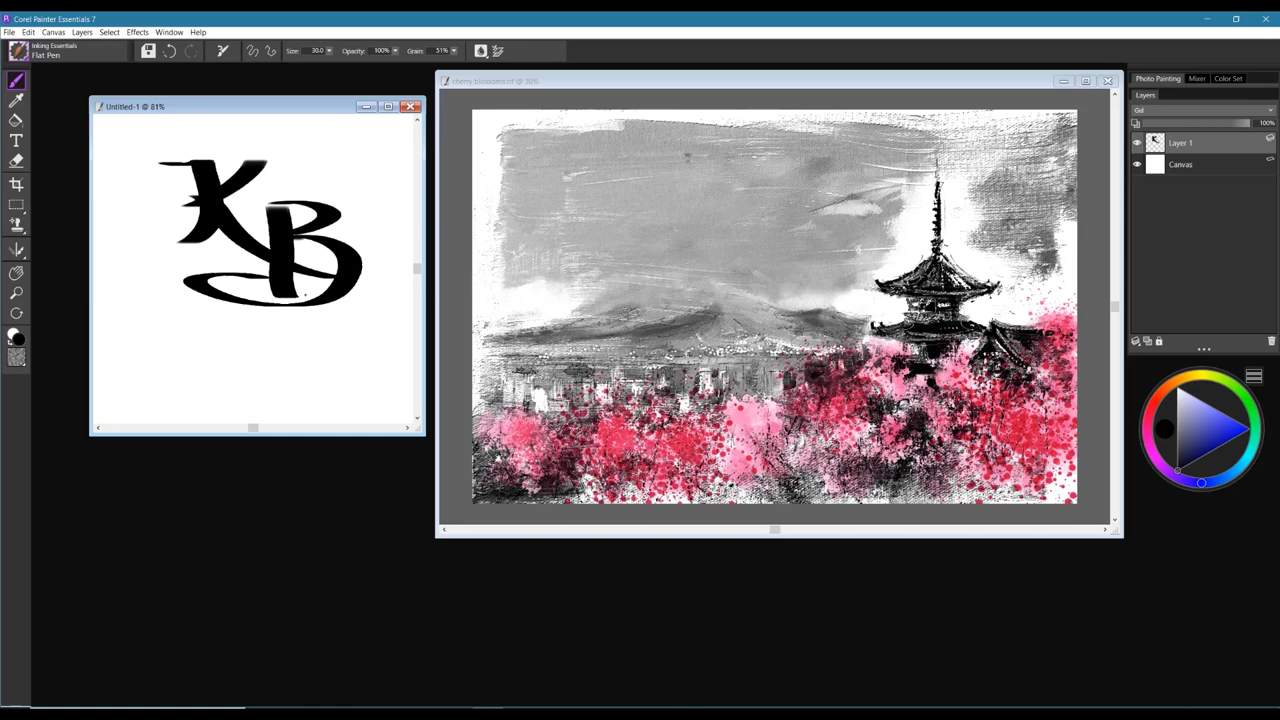 Corel Painter Essentials 7
File Edit Canvas Layers Select Effects Window Help
Inking Essentials
Flat Pen
Size: 30.0 Opacity: 100% Grain: 51%
Untitled-1 @ 81%
KB
cherry blossoms.rif @ 30%
Photo Painting Mixer Color Set
Layers
Gel
100%
Layer 1
Canvas